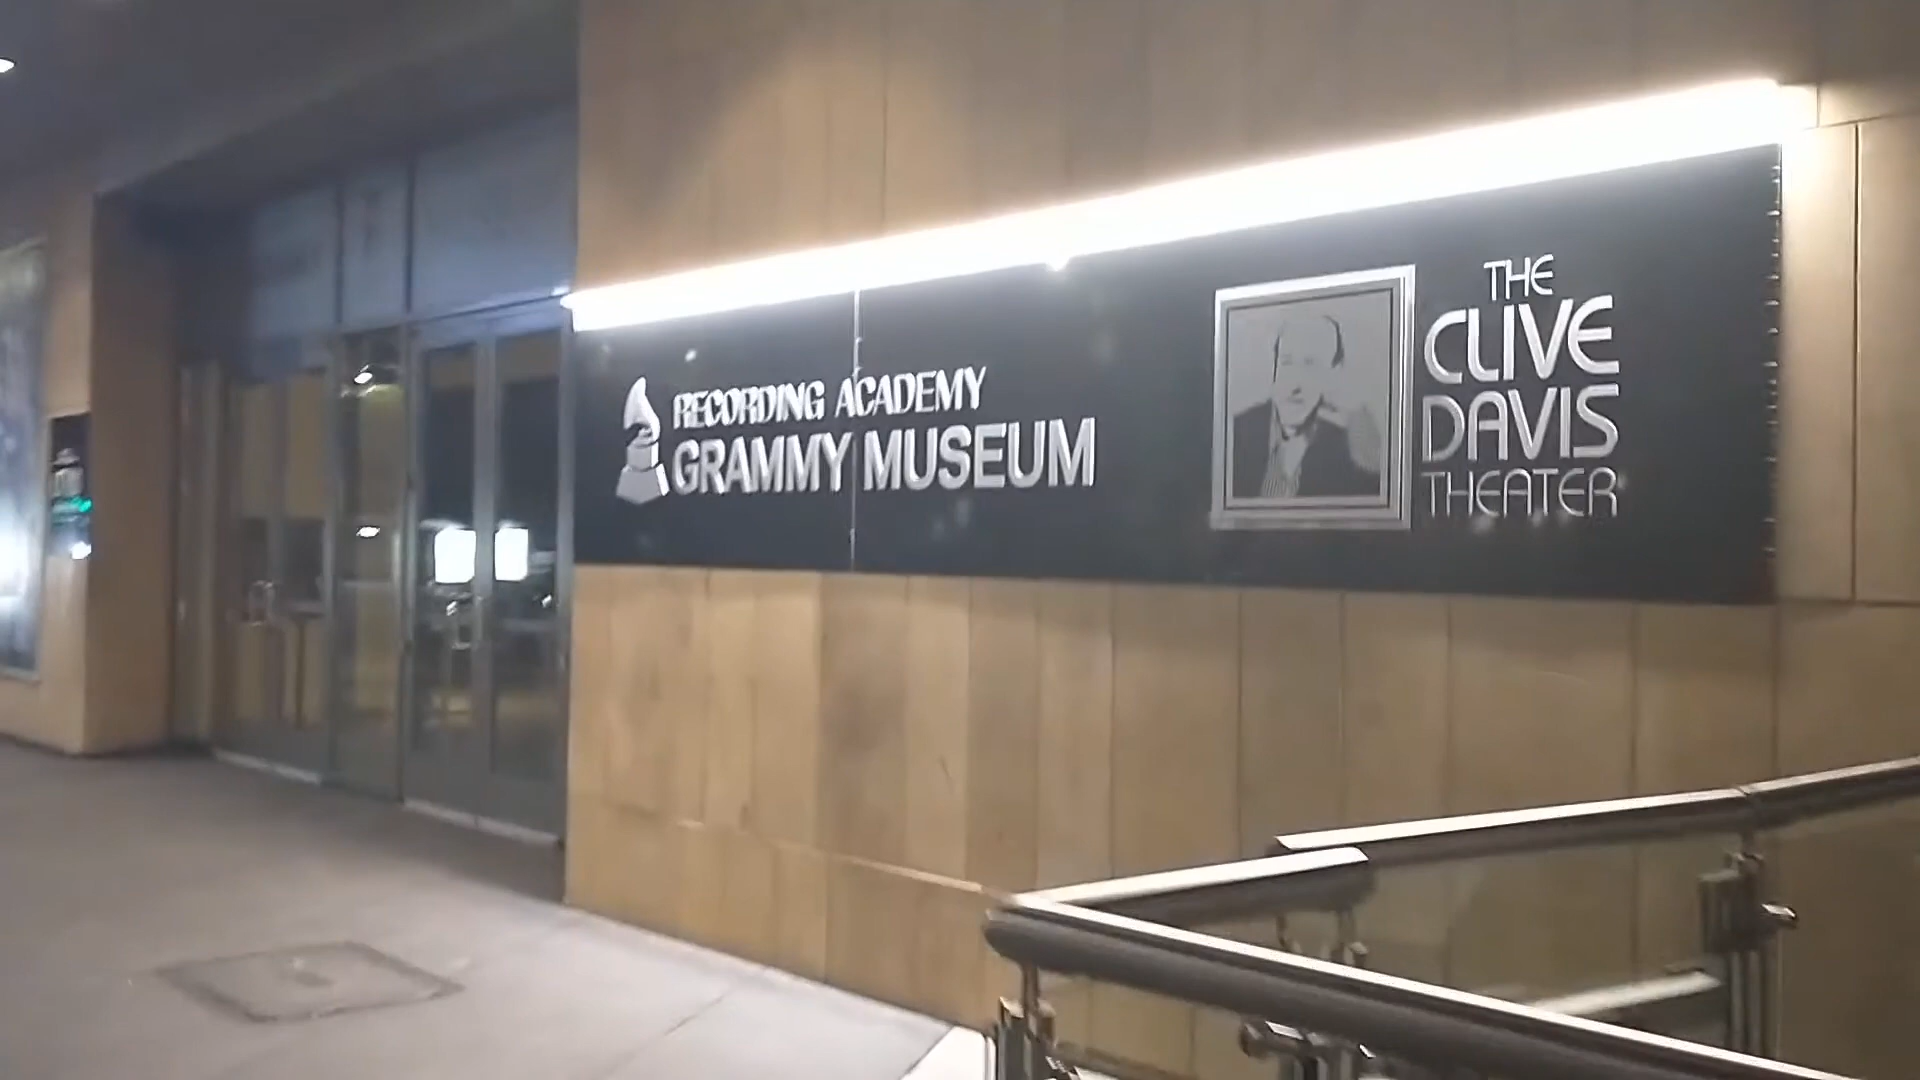 RECORDING ACADEMY
GRAMMY MUSEUM
THE
CLIVE
DAVIS
THEATER